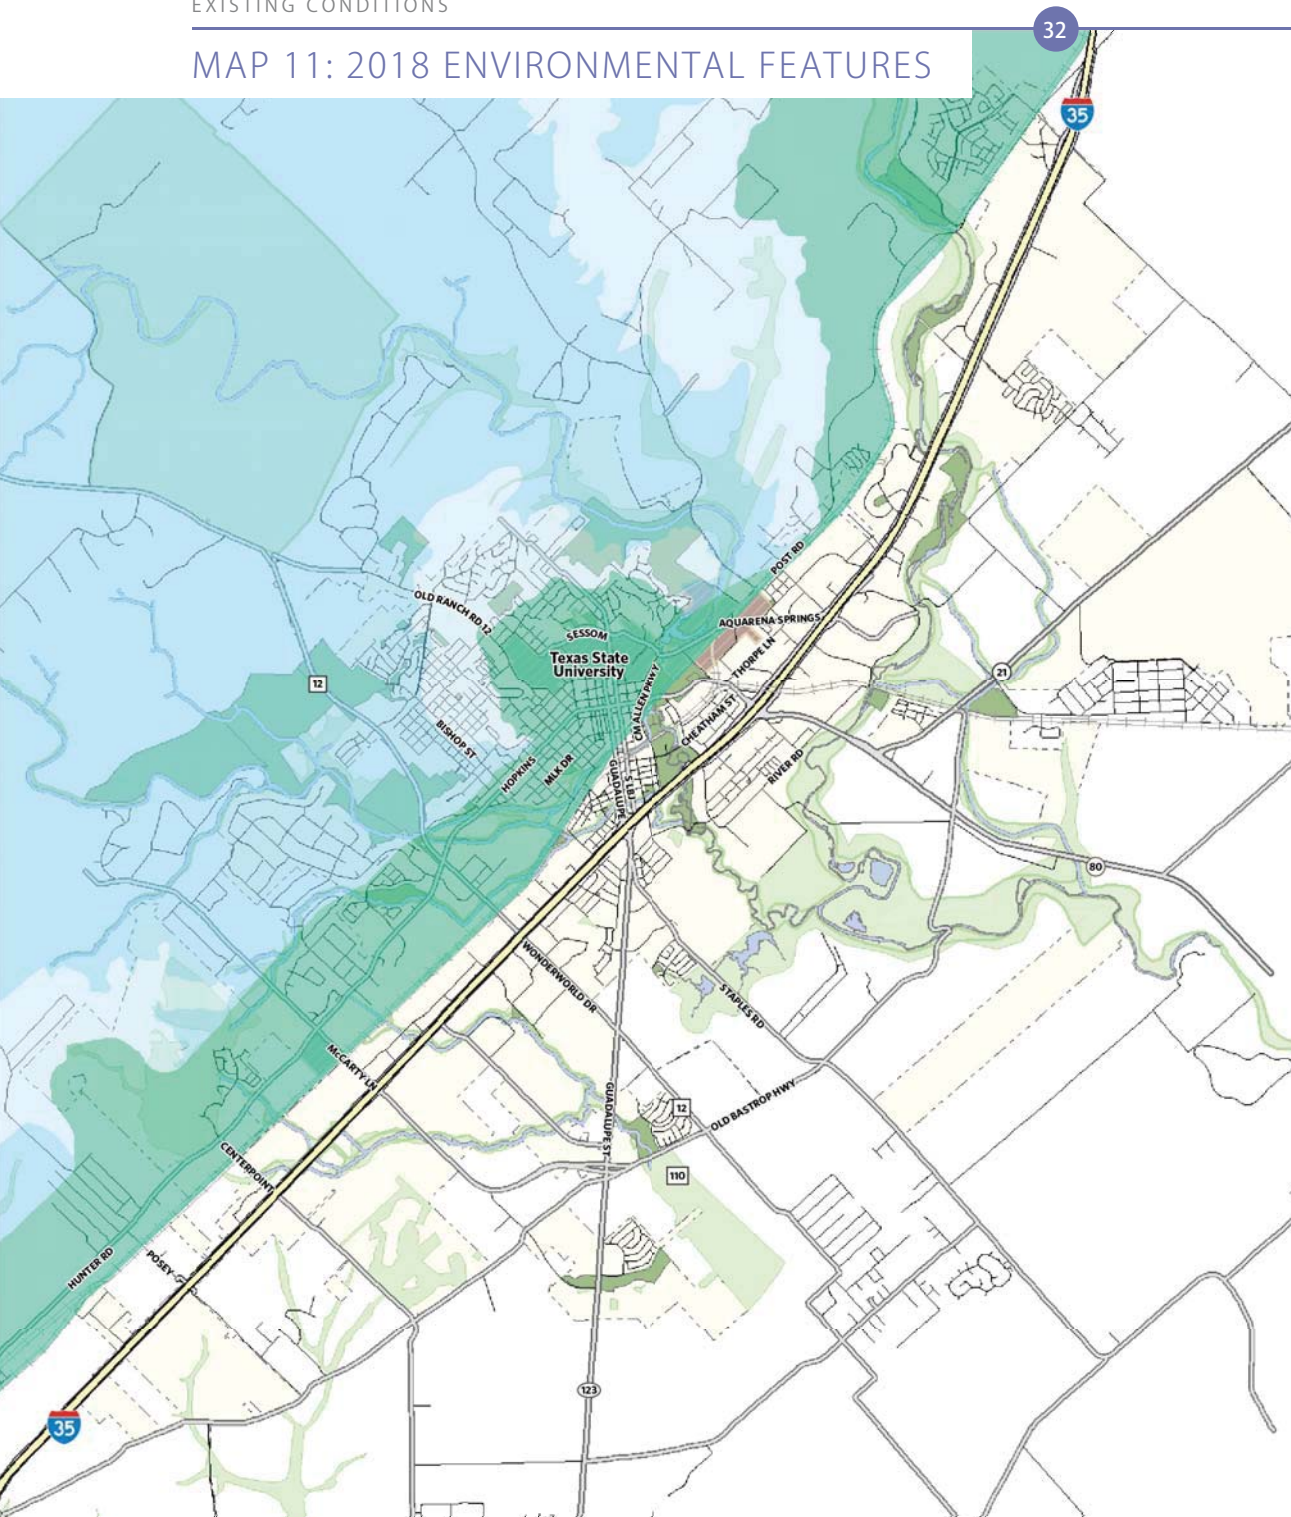 EXISTING CONDITIONS
32
MAP 11: 2018 ENVIRONMENTAL FEATURES
35
POST RD
OLD RANCH RD 12
AQUARENA SPRINGS
SESSOM
THORPE LN
Texas State
University
12
21
CM ALLEN PKWY
CHEATHAM ST
BISHOP ST
HOPKINS
MLK DR
RIVER RD
GUADALUPE
S LBJ
80
WONDERWORLD DR
STAPLES RD
McCARTY LN
GUADALUPE ST
12
OLD BASTROP HWY
CENTERPOINT
110
HUNTER RD
POSEY
123
35